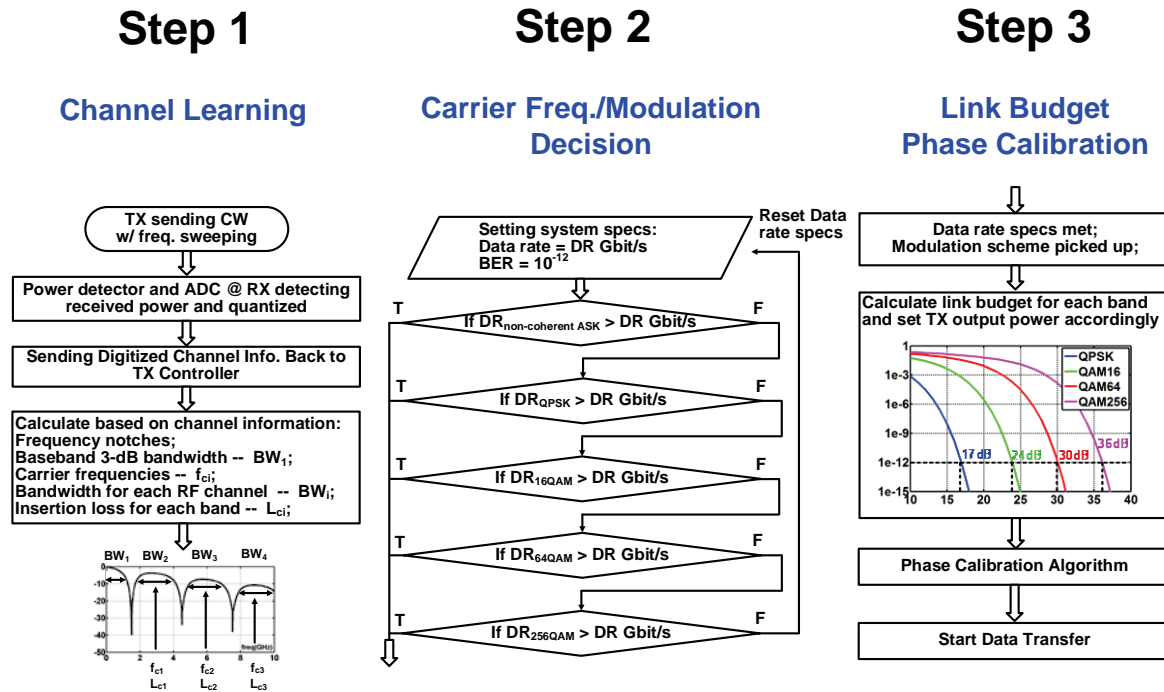 Step 1
Channel Learning
TX sending CW
w/ freq. sweeping
Power detector and ADC @ RX detecting
received power and quantized
Sending Digitized Channel Info. Back to
TX Controller
Calculate based on channel information:
Frequency notches;
Baseband 3-dB bandwidth -- BW1;
Carrier frequencies -- fci;
Bandwidth for each RF channel -- BWi;
Insertion loss for each band -- Lci;
BW1 BW2 BW3 BW4
0
-10
-20
-30
-40
-50
freq(GHz)
0 2 4 6 8 10
fc1 fc2 fc3
Lc1 Lc2 Lc3
Step 2
Carrier Freq./Modulation
Decision
Setting system specs:
Data rate = DR Gbit/s
BER = 10-12
Reset Data
rate specs
T If DRnon-coherent ASK > DR Gbit/s F
T If DRQPSK > DR Gbit/s F
T If DR16QAM > DR Gbit/s F
T If DR64QAM > DR Gbit/s F
T If DR256QAM > DR Gbit/s F
Step 3
Link Budget
Phase Calibration
Data rate specs met;
Modulation scheme picked up;
Calculate link budget for each band
and set TX output power accordingly
QPSK
QAM16
QAM64
QAM256
1e-3
1e-6
1e-9
1e-12
1e-15
17dB 24dB 30dB 36dB
10 15 20 25 30 35 40
Phase Calibration Algorithm
Start Data Transfer